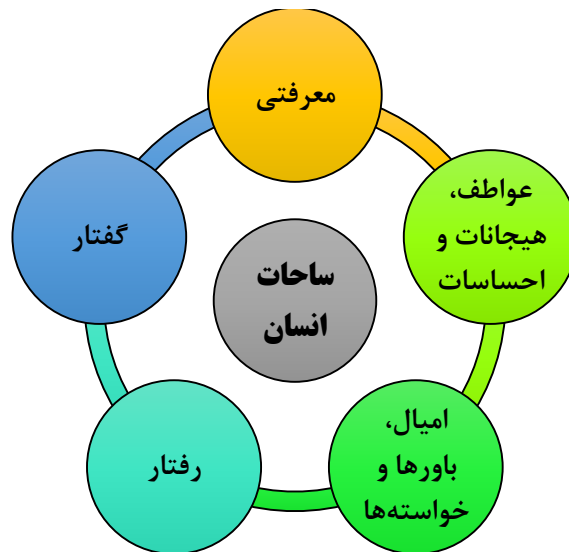 معرفتی
عواطف،
هیجانات و
احساسات
امیال،
باورها و
خواسته‌ها
رفتار
گفتار
ساحات
انسان